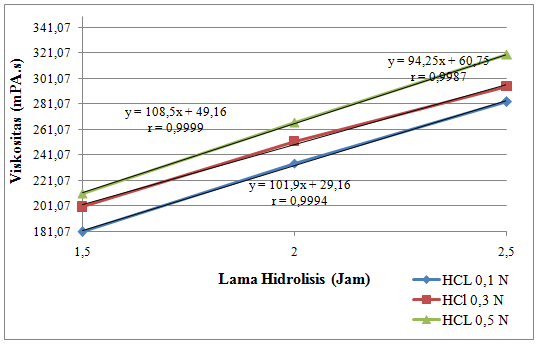 Viskositas (mPA.s)
341,07
321,07
301,07
281,07
261,07
241,07
221,07
201,07
181,07
y = 94,25x + 60,75
r = 0,9987
y = 108,5x + 49,16
r = 0,9999
y = 101,9x + 29,16
r = 0,9994
1,5
2
2,5
Lama Hidrolisis (Jam)
HCL 0,1 N
HCl 0,3 N
HCL 0,5 N